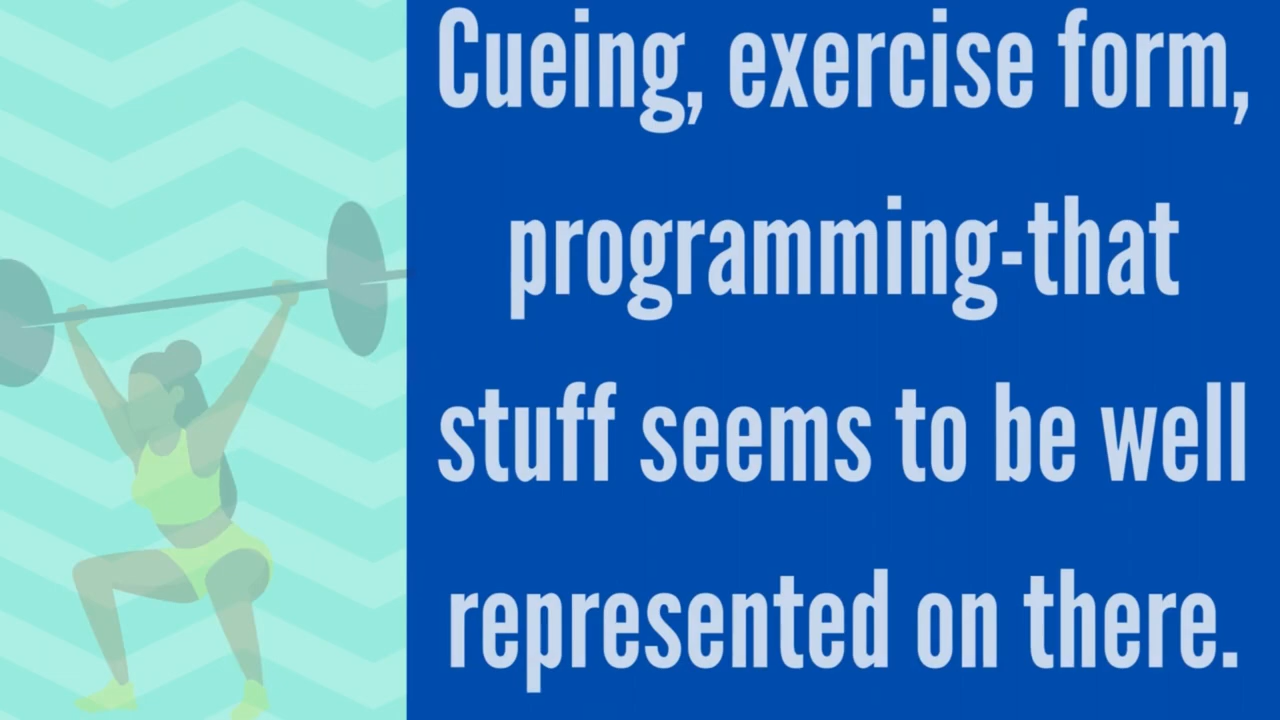 Cueing, exercise form,
programming-that
stuff seems to be well
represented on there.